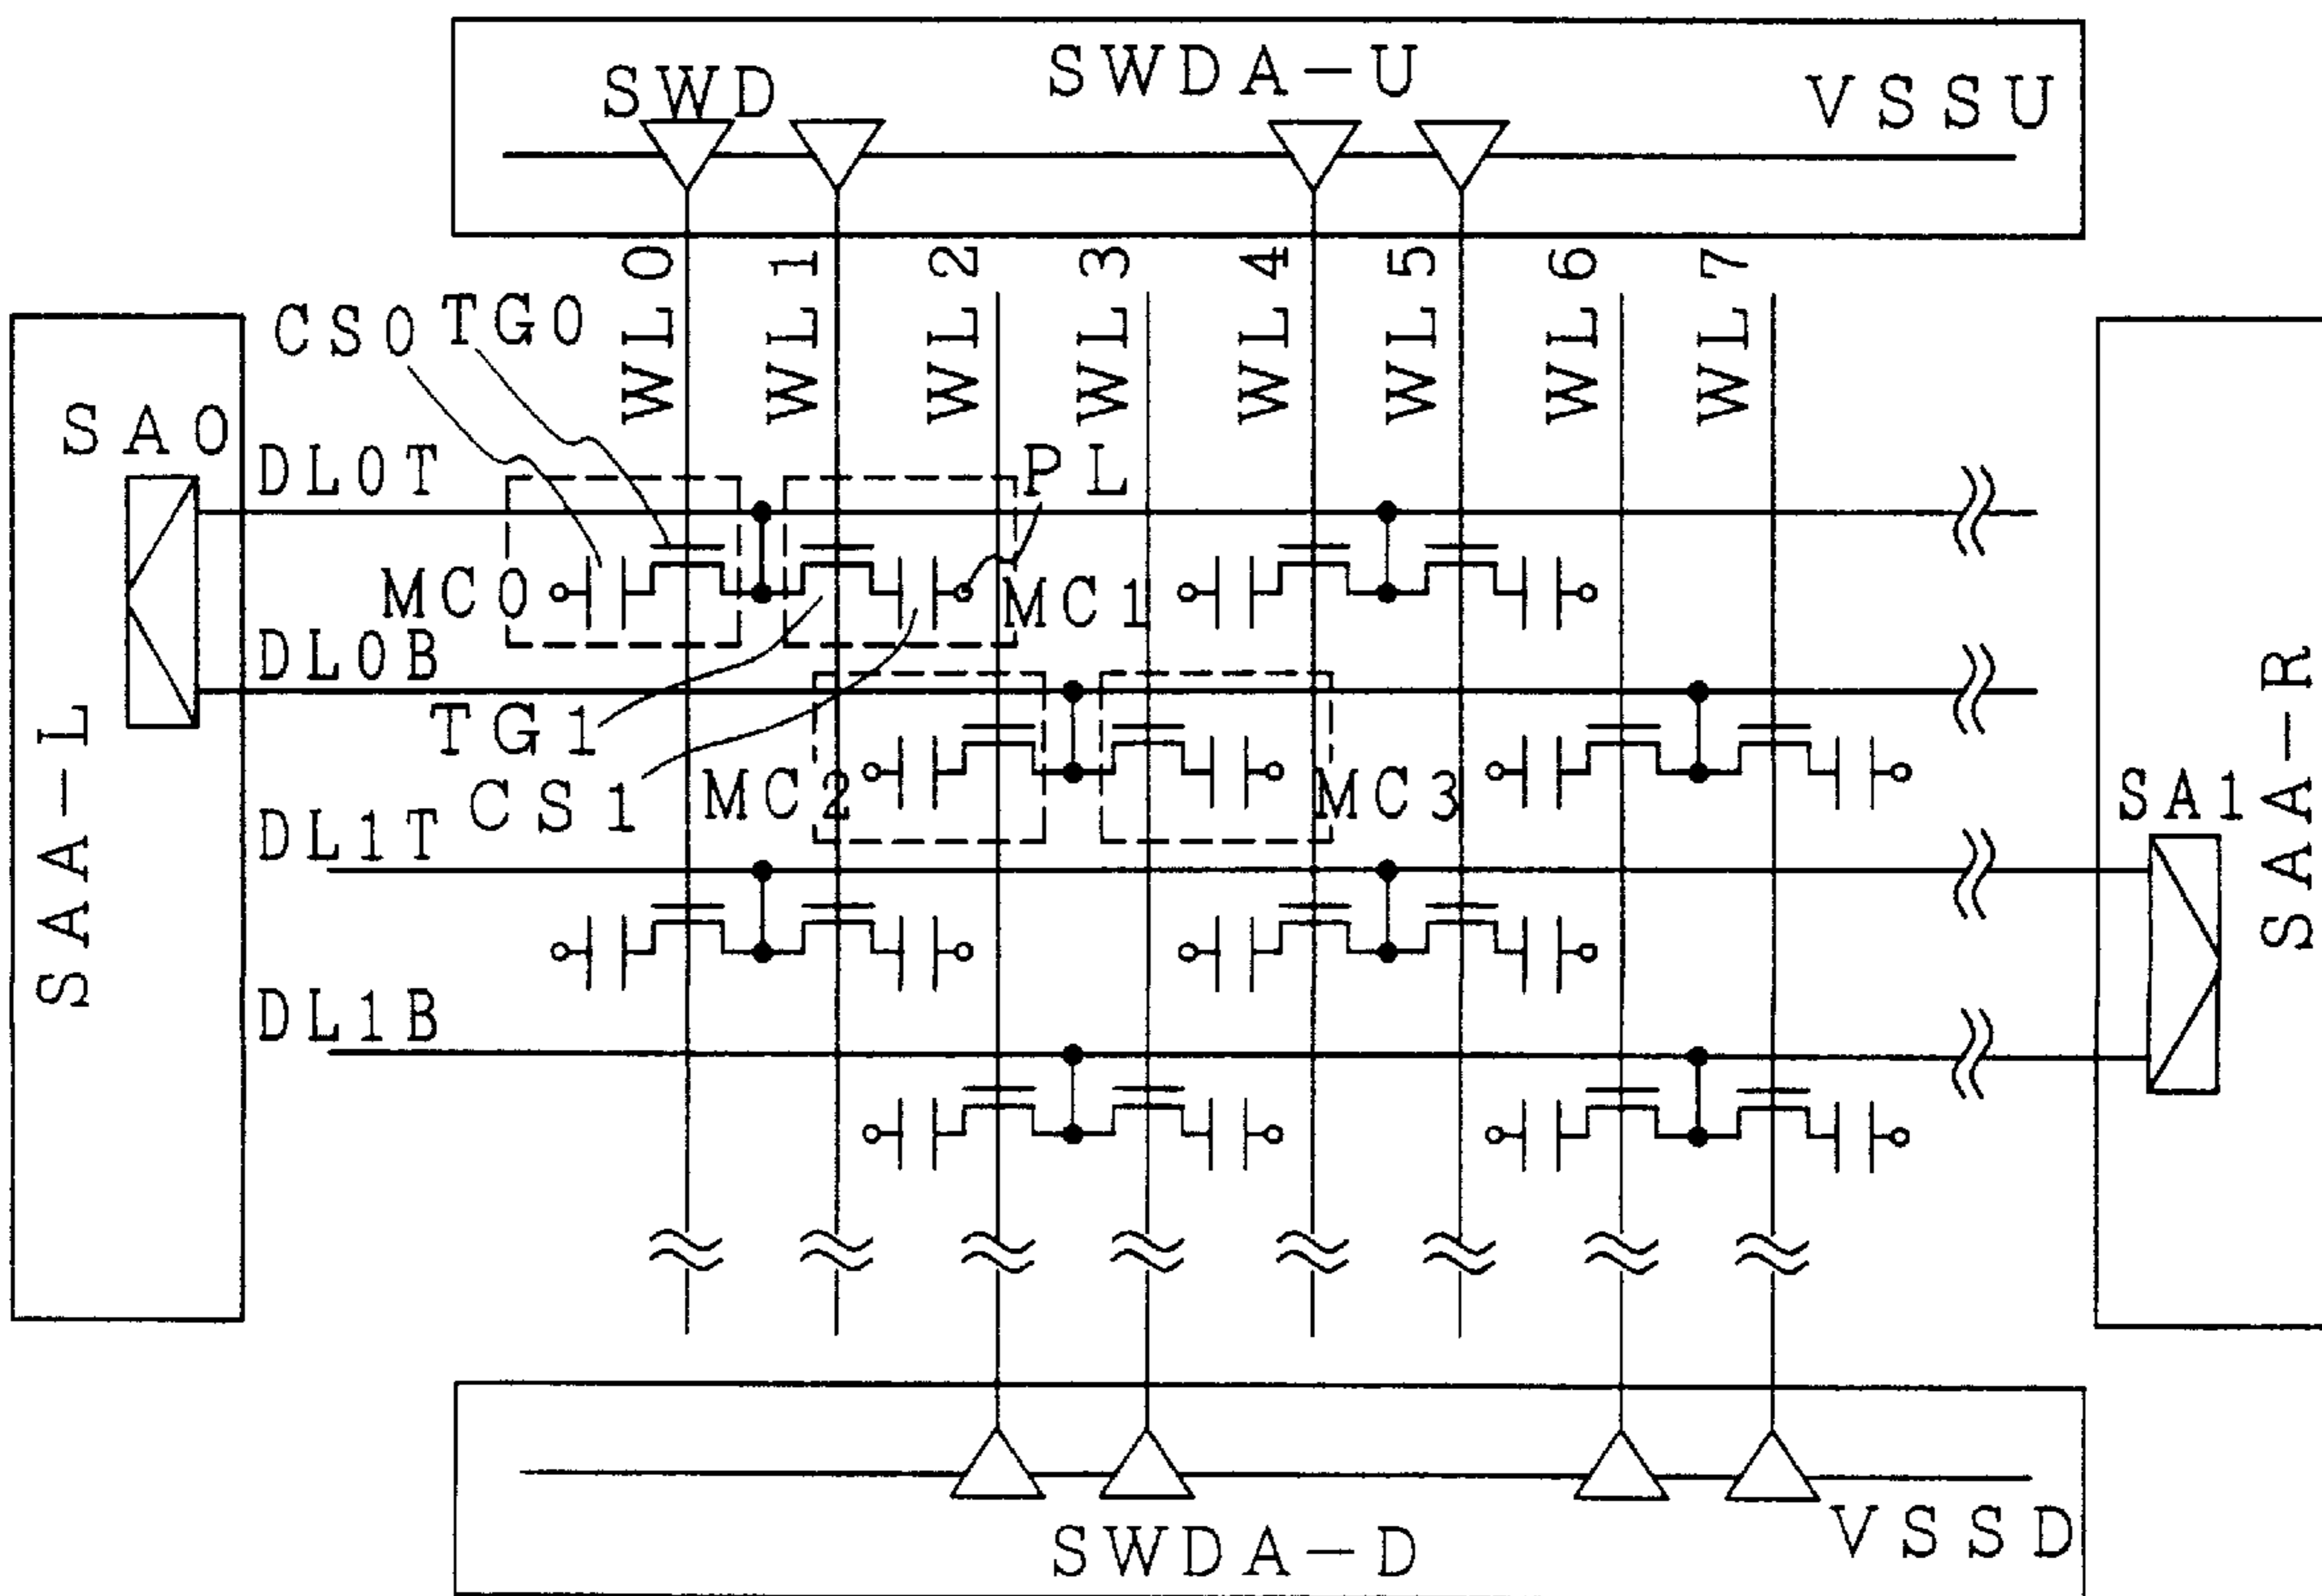 SWDA-U
SWD
VSSU
WL0
WL1
WL2
WL3
WL4
WL5
WL6
WL7
CS0
TG0
SA0
DL0T
PL
MC0
MC1
DL0B
TG1
CS1
MC2
MC3
SAA-L
SAA-R
SA1
DL1T
DL1B
VSSD
SWDA-D